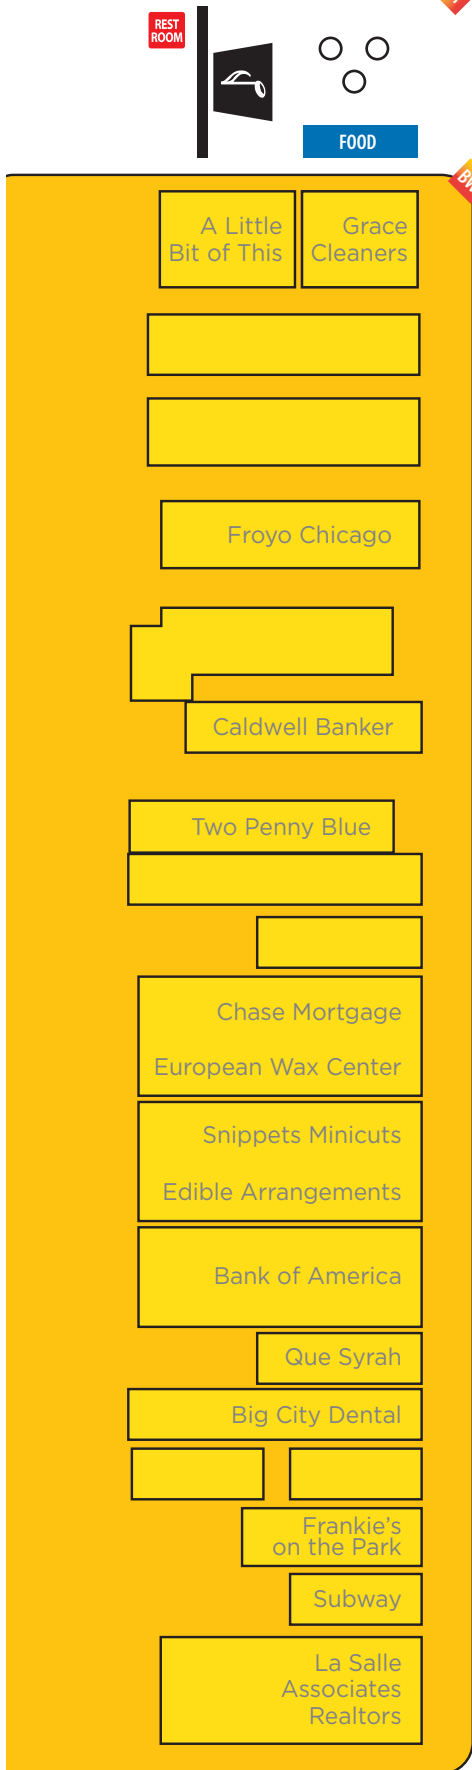 REST
ROOM
FOOD
A Little
Bit of This
Grace
Cleaners
Froyo Chicago
Caldwell Banker
Two Penny Blue
Chase Mortgage
European Wax Center
Snippets Minicuts
Edible Arrangements
Bank of America
Que Syrah
Big City Dental
Frankie’s
on the Park
Subway
La Salle
Associates
Realtors